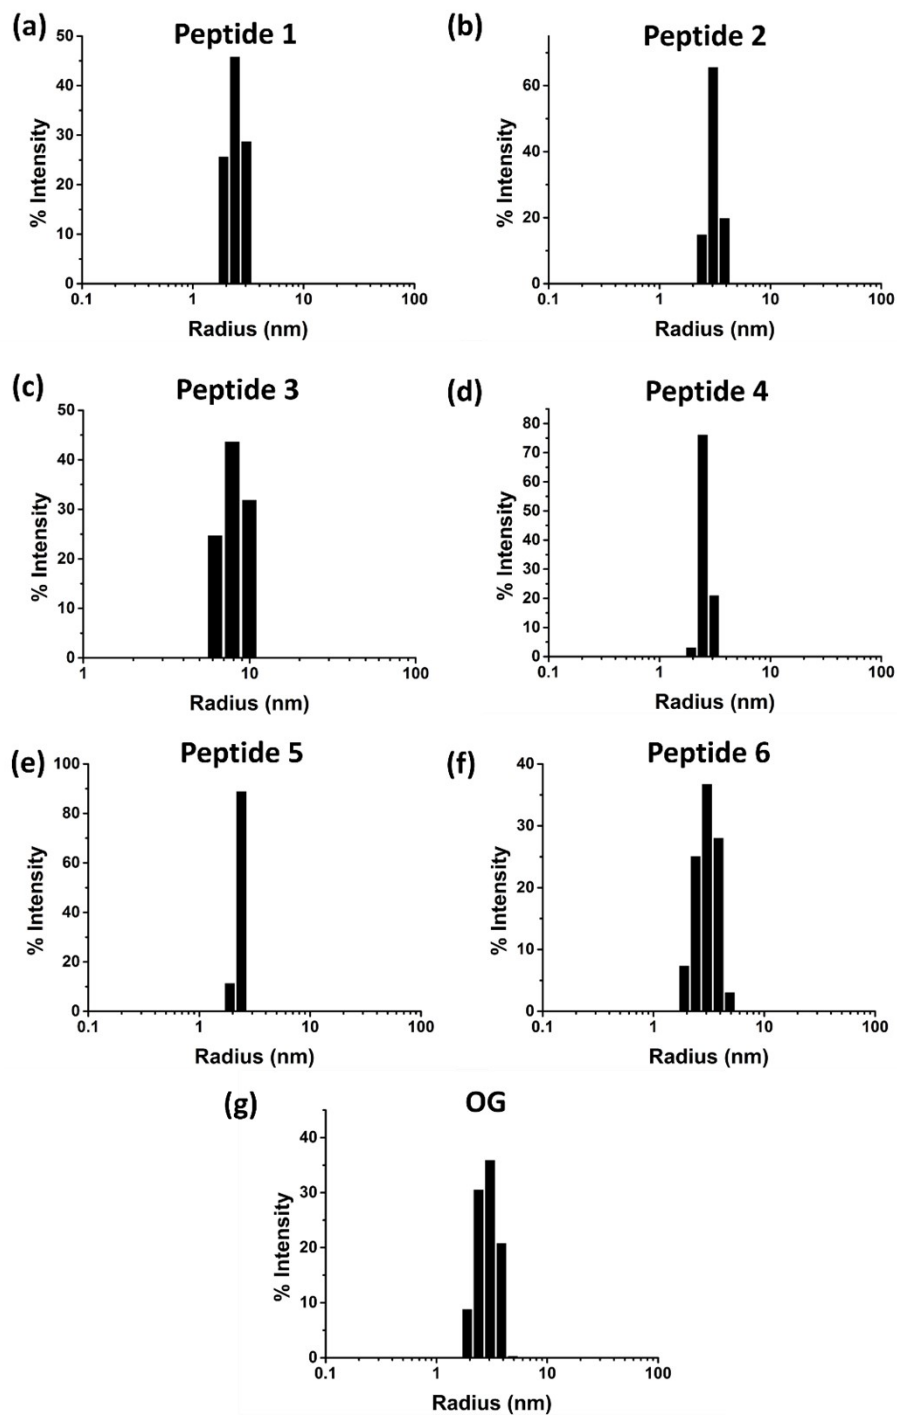 (a)
Peptide 1
50
40
30
20
10
0
% Intensity
0.1 1 10 100
Radius (nm)
(b)
Peptide 2
60
40
20
0
% Intensity
0.1 1 10 100
Radius (nm)
(c)
Peptide 3
50
40
30
20
10
0
% Intensity
1 10 100
Radius (nm)
(d)
Peptide 4
80
70
60
50
40
30
20
10
0
% Intensity
0.1 1 10 100
Radius (nm)
(e)
Peptide 5
100
80
60
40
20
0
% Intensity
0.1 1 10 100
Radius (nm)
(f)
Peptide 6
40
30
20
10
0
% Intensity
0.1 1 10 100
Radius (nm)
(g)
OG
40
30
20
10
0
% Intensity
0.1 1 10 100
Radius (nm)